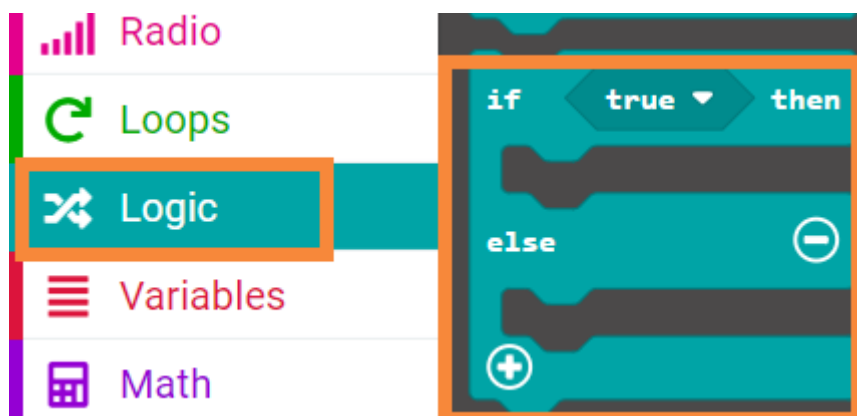 Radio
Loops
Logic
Variables
Math
if true then
else